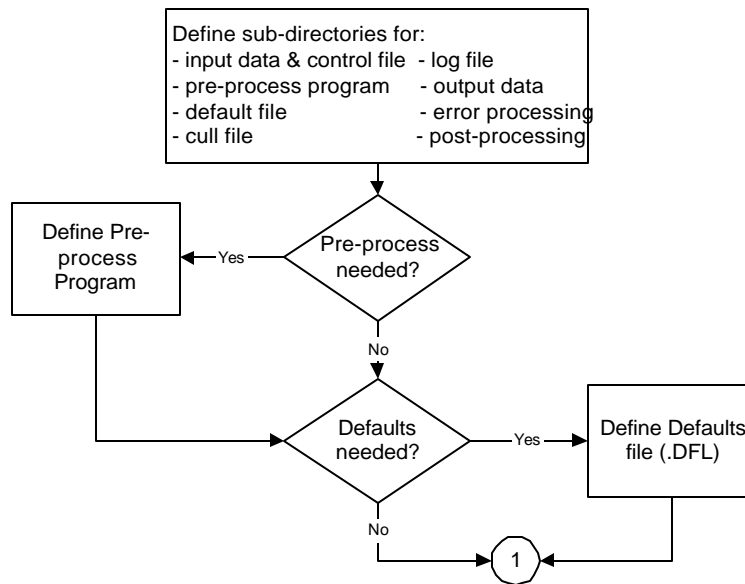 Define sub-directories for:
- input data & control file - log file
- pre-process program - output data
- default file - error processing
- cull file - post-processing
Pre-process
needed?
Yes
Define Pre-
process
Program
No
Defaults
needed?
Yes
Define Defaults
file (.DFL)
No
1